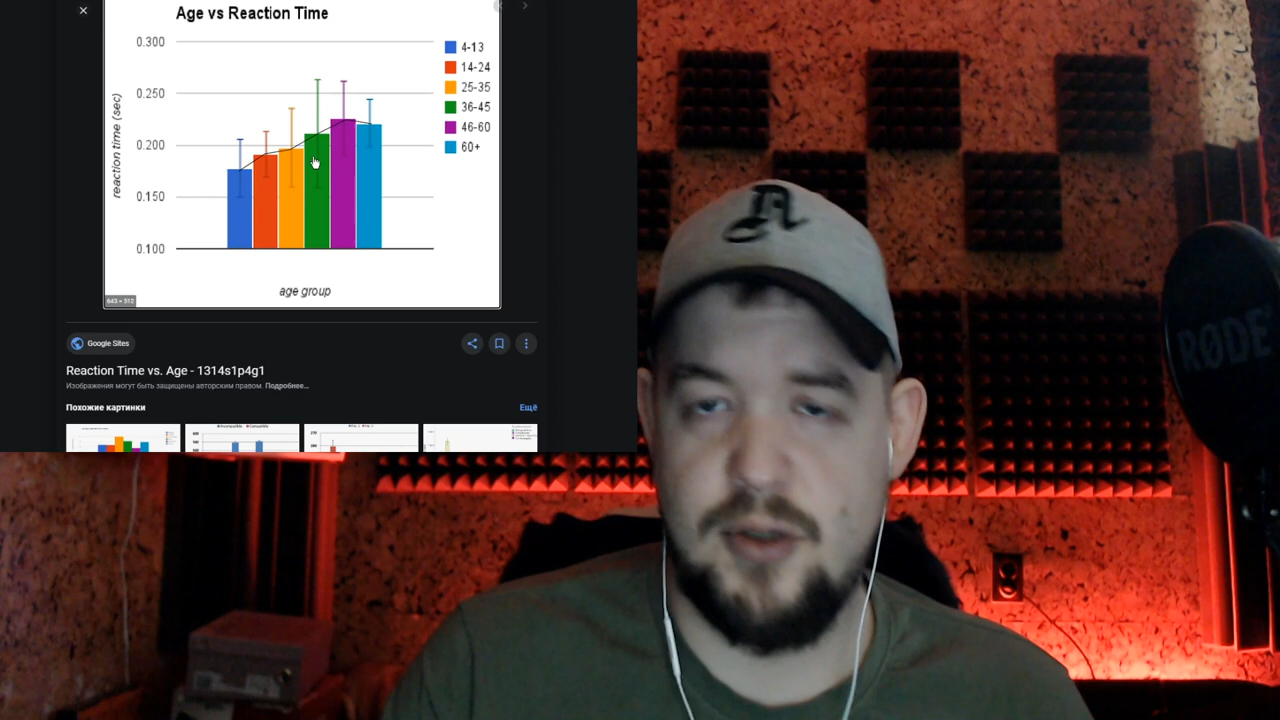 Age vs Reaction Time
0.300
0.250
0.200
0.150
0.100
reaction time (sec)
age group
4-13
14-24
25-35
36-45
46-60
60+
643 × 512
Google Sites
Reaction Time vs. Age - 1314s1p4g1
Изображения могут быть защищены авторским правом. Подробнее...
Похожие картинки
Ещё
A
RØDE